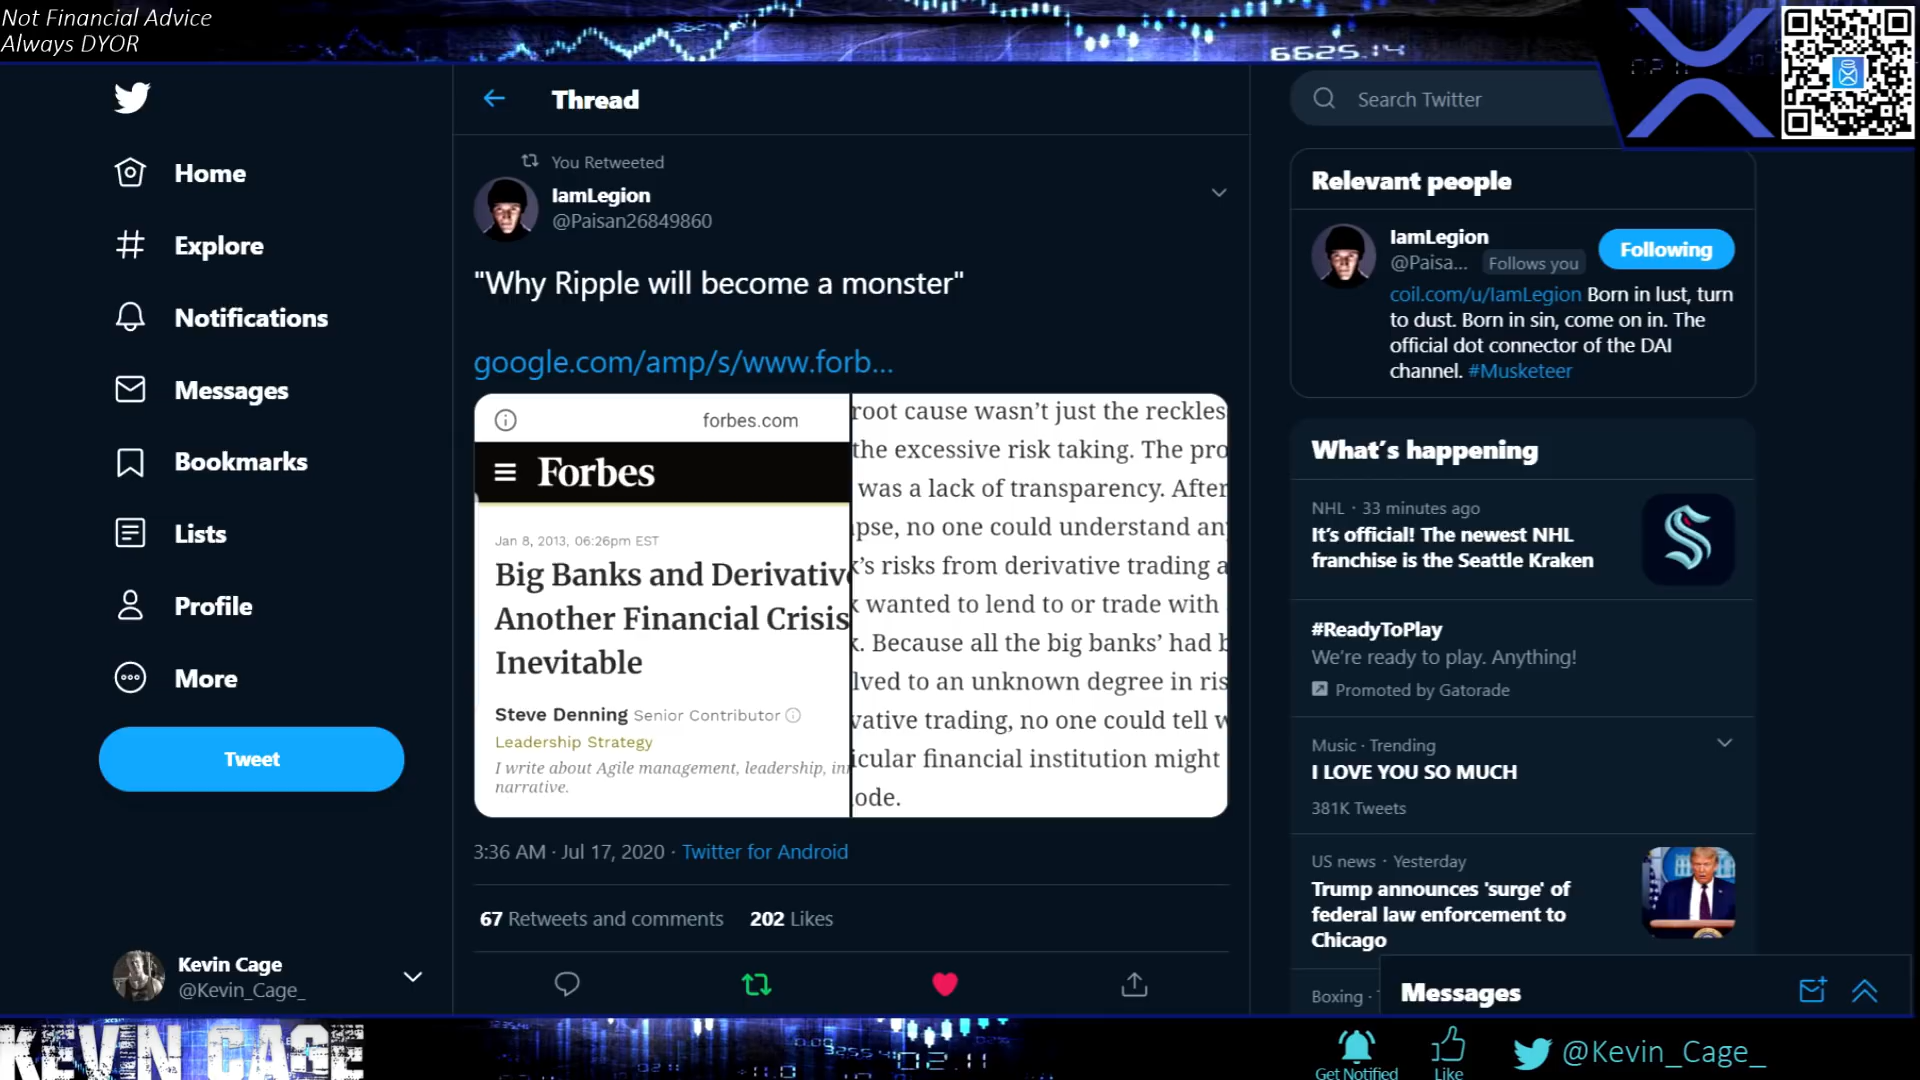 Not Financial Advice
Always DYOR
6625.14
Thread
Search Twitter
Home
Explore
Notifications
Messages
Bookmarks
Lists
Profile
More
Tweet
Kevin Cage
@Kevin_Cage_
You Retweeted
IamLegion
@Paisan26849860
"Why Ripple will become a monster"
google.com/amp/s/www.forb...
forbes.com
Forbes
Jan 8, 2013, 06:26pm EST
Big Banks and Derivative
Another Financial Crisis
Inevitable
Steve Denning Senior Contributor
Leadership Strategy
I write about Agile management, leadership,
narrative.
root cause wasn't just the reckless
the excessive risk taking. The pro
was a lack of transparency. After
pse, no one could understand an
's risks from derivative trading a
k wanted to lend to or trade with
k. Because all the big banks' had b
lved to an unknown degree in ris
vative trading, no one could tell w
icular financial institution might
ode.
3:36 AM · Jul 17, 2020 · Twitter for Android
67 Retweets and comments 202 Likes
Relevant people
IamLegion
@Paisa... Follows you
Following
coil.com/u/IamLegion Born in lust, turn
to dust. Born in sin, come on in. The
official dot connector of the DAI
channel. #Musketeer
What's happening
NHL · 33 minutes ago
It's official! The newest NHL
franchise is the Seattle Kraken
#ReadyToPlay
We're ready to play. Anything!
Promoted by Gatorade
Music · Trending
I LOVE YOU SO MUCH
381K Tweets
US news · Yesterday
Trump announces 'surge' of
federal law enforcement to
Chicago
Boxing ·
Messages
KEVIN CAGE
Get Notified
Like
@Kevin_Cage_